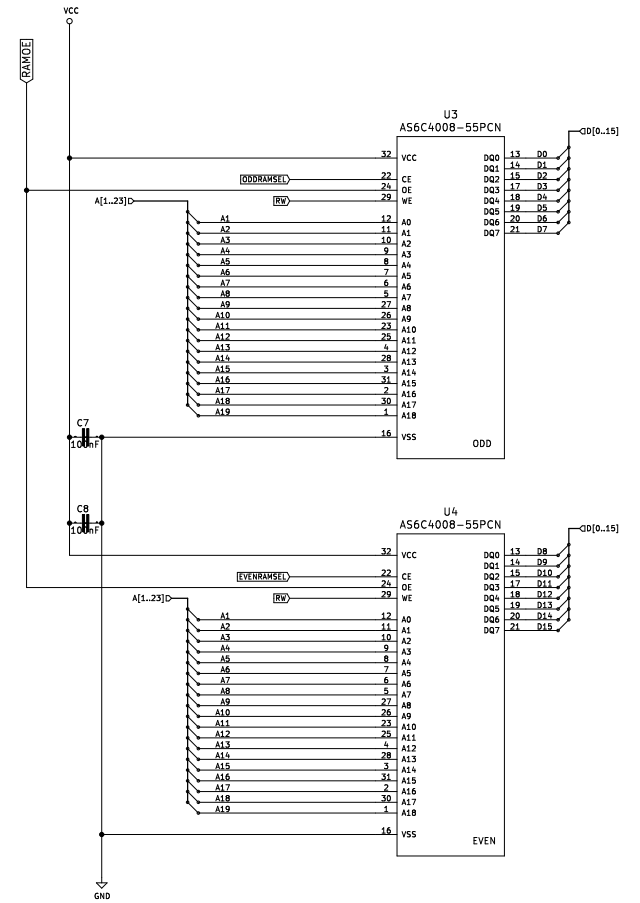 VCC
RAMOE
U3
AS6C4008-55PCN
D[0..15]
32 VCC DQ0 13 D0
DQ1 14 D1
ODDRAMSEL 22 CE DQ2 15 D2
24 OE DQ3 17 D3
A[1..23] RW 29 WE DQ4 18 D4
DQ5 19 D5
A1 12 A0 DQ6 20 D6
A2 11 A1 DQ7 21 D7
A3 10 A2
A4 9 A3
A5 8 A4
A6 7 A5
A7 6 A6
A8 5 A7
A9 27 A8
A10 26 A9
A11 23 A10
A12 25 A11
A13 4 A12
A14 28 A13
A15 3 A14
A16 31 A15
A17 2 A16
A18 30 A17
A19 1 A18
C7
100nF
16 VSS
ODD
C8
100nF
U4
AS6C4008-55PCN
D[0..15]
32 VCC DQ0 13 D8
DQ1 14 D9
EVENRAMSEL 22 CE DQ2 15 D10
24 OE DQ3 17 D11
A[1..23] RW 29 WE DQ4 18 D12
DQ5 19 D13
A1 12 A0 DQ6 20 D14
A2 11 A1 DQ7 21 D15
A3 10 A2
A4 9 A3
A5 8 A4
A6 7 A5
A7 6 A6
A8 5 A7
A9 27 A8
A10 26 A9
A11 23 A10
A12 25 A11
A13 4 A12
A14 28 A13
A15 3 A14
A16 31 A15
A17 2 A16
A18 30 A17
A19 1 A18
16 VSS
EVEN
GND